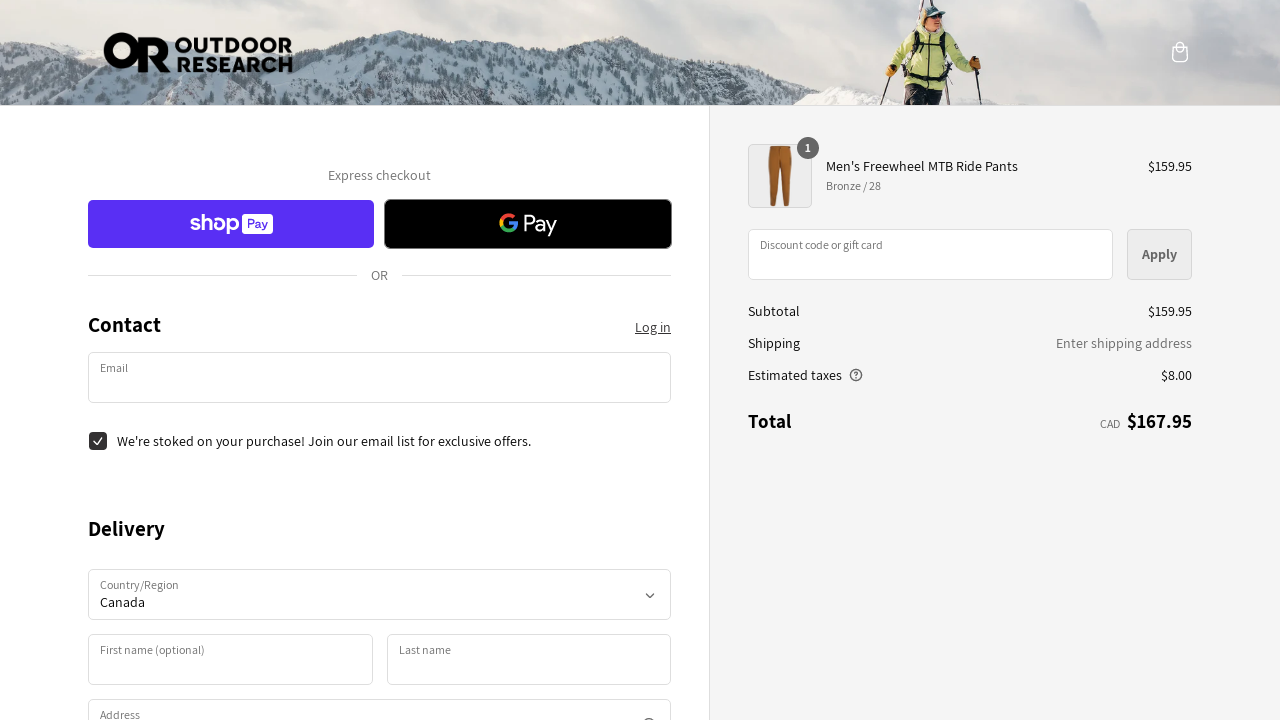 OR OUTDOOR
RESEARCH
Express checkout
shop Pay
G Pay
OR
Contact
Log in
Email
We're stoked on your purchase! Join our email list for exclusive offers.
Delivery
Country/Region
Canada
First name (optional)
Last name
Address
1
Men's Freewheel MTB Ride Pants
$159.95
Bronze / 28
Discount code or gift card
Apply
Subtotal
$159.95
Shipping
Enter shipping address
Estimated taxes
$8.00
Total
CAD $167.95